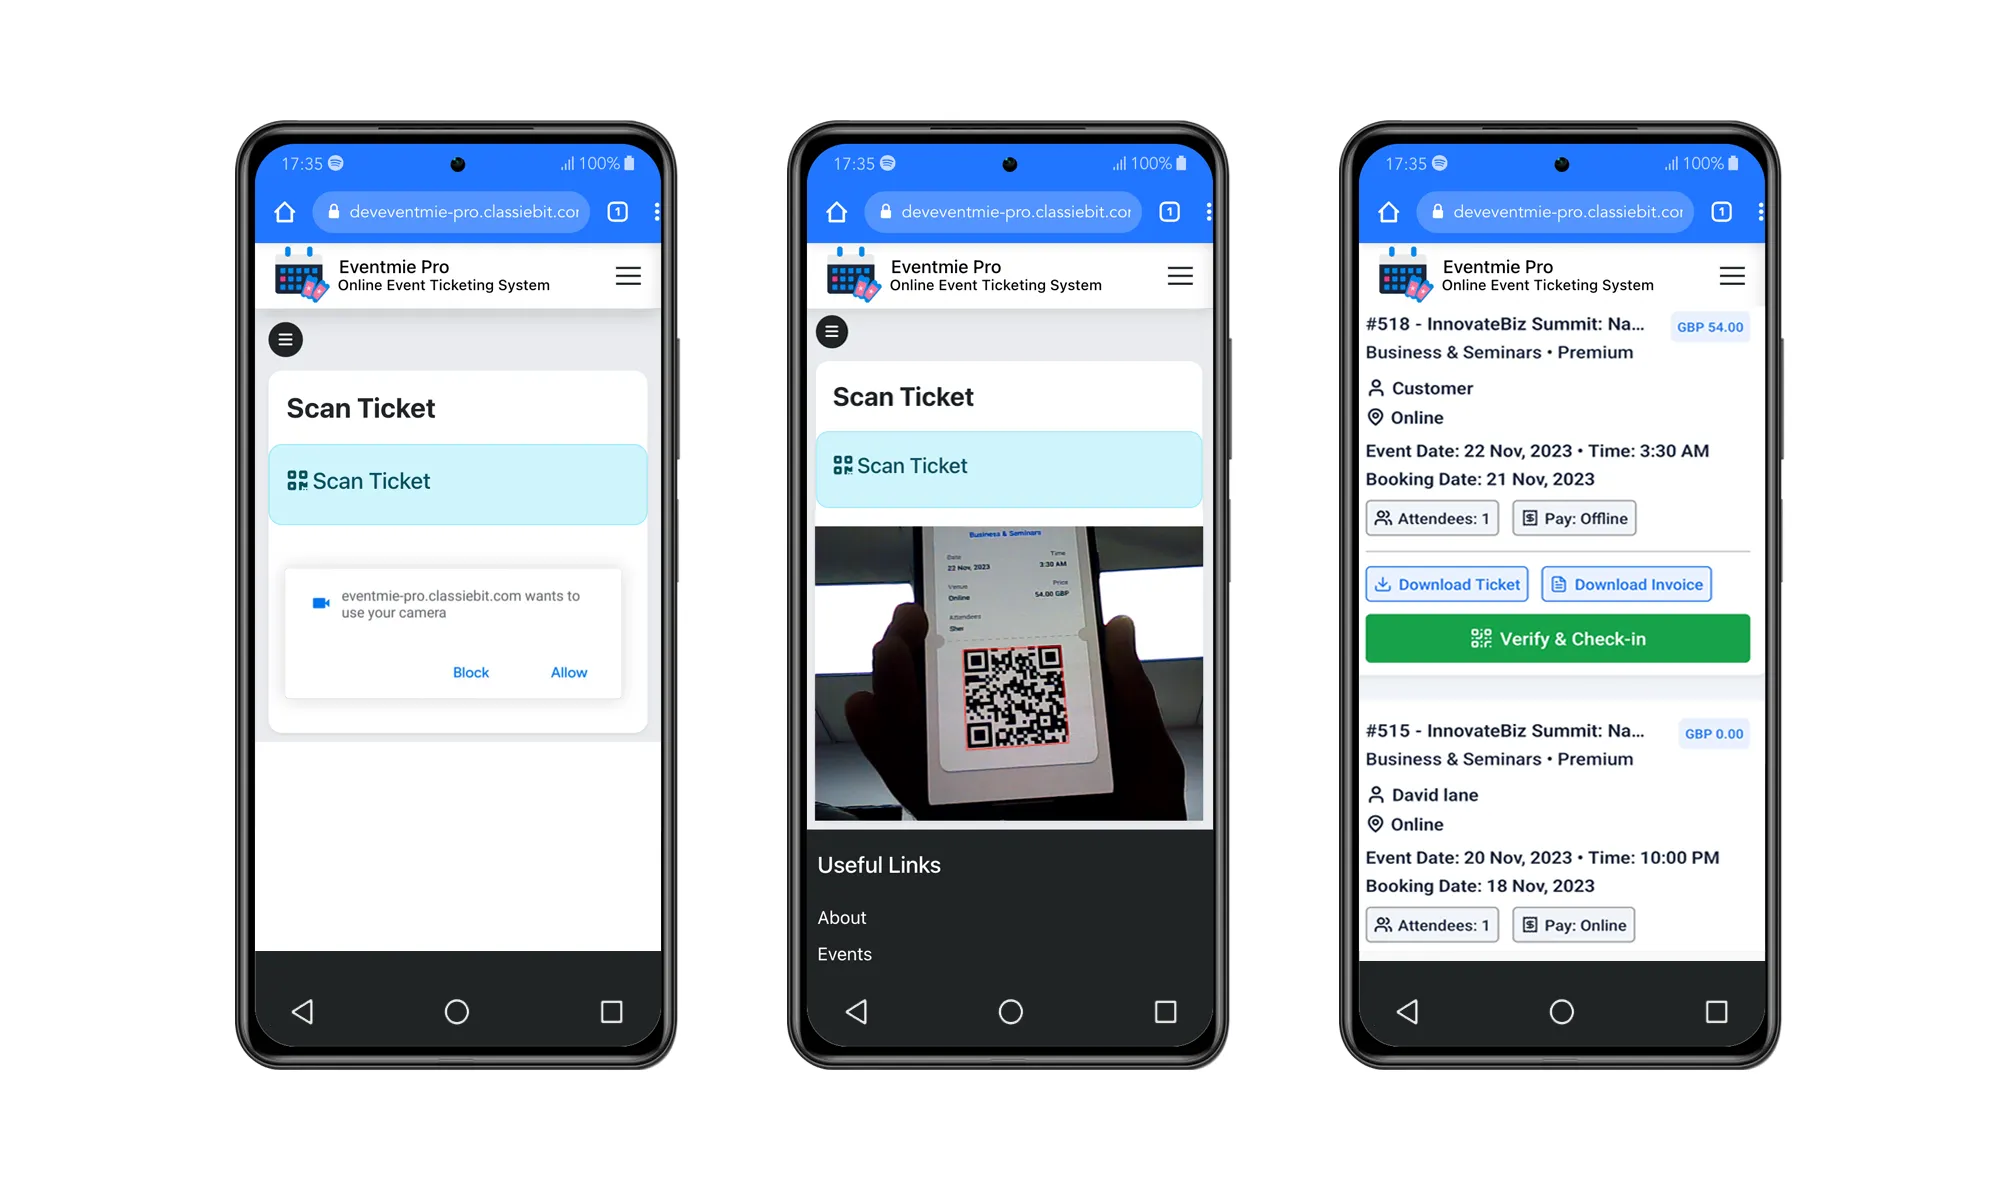 17:35
100%
deveventmie-pro.classiebit.cor
1
Eventmie Pro
Online Event Ticketing System
Scan Ticket
Scan Ticket
eventmie-pro.classiebit.com wants to
use your camera
Block Allow
17:35
100%
deveventmie-pro.classiebit.cor
1
Eventmie Pro
Online Event Ticketing System
Scan Ticket
Scan Ticket
Business & Seminars
Date Time
22 Nov, 2023 3:30 AM
Venue Price
Online 54.00 GBP
Attendees
Sher
Useful Links
About
Events
17:35
100%
deveventmie-pro.classiebit.cor
1
Eventmie Pro
Online Event Ticketing System
#518 - InnovateBiz Summit: Na... GBP 54.00
Business & Seminars • Premium
Customer
Online
Event Date: 22 Nov, 2023 • Time: 3:30 AM
Booking Date: 21 Nov, 2023
Attendees: 1 Pay: Offline
Download Ticket Download Invoice
Verify & Check-in
#515 - InnovateBiz Summit: Na... GBP 0.00
Business & Seminars • Premium
David lane
Online
Event Date: 20 Nov, 2023 • Time: 10:00 PM
Booking Date: 18 Nov, 2023
Attendees: 1 Pay: Online